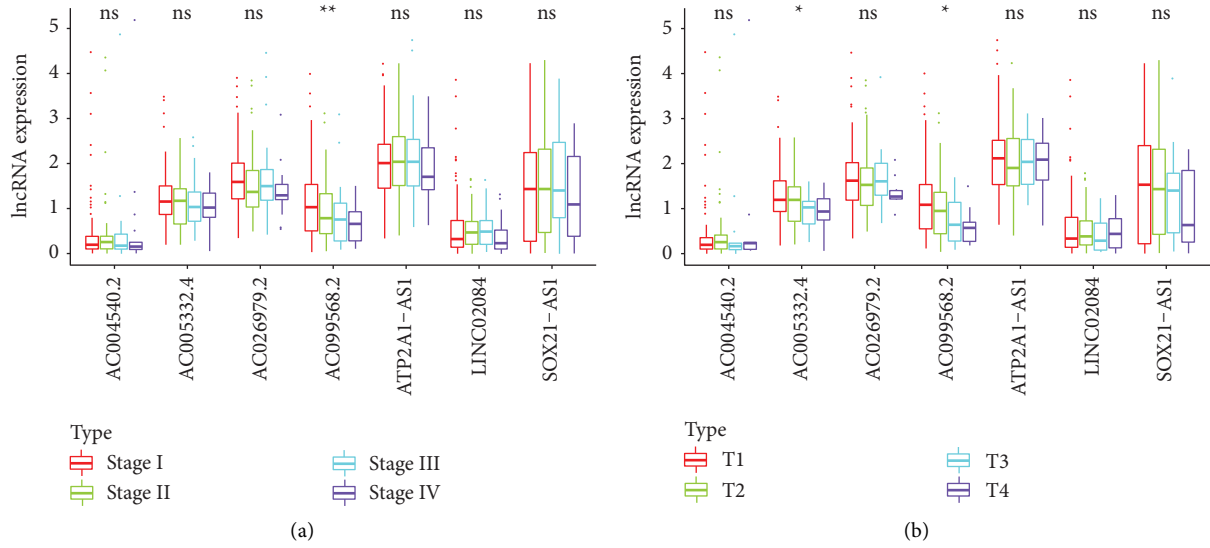 ns ns ns ** ns ns ns
5
4
3
2
1
0
lncRNA expression
AC004540.2
AC005332.4
AC026979.2
AC099568.2
ATP2A1−AS1
LINC02084
SOX21−AS1
Type
Stage I
Stage II
Stage III
Stage IV
(a)
ns * ns * ns ns ns
5
4
3
2
1
0
lncRNA expression
AC004540.2
AC005332.4
AC026979.2
AC099568.2
ATP2A1−AS1
LINC02084
SOX21−AS1
Type
T1
T2
T3
T4
(b)